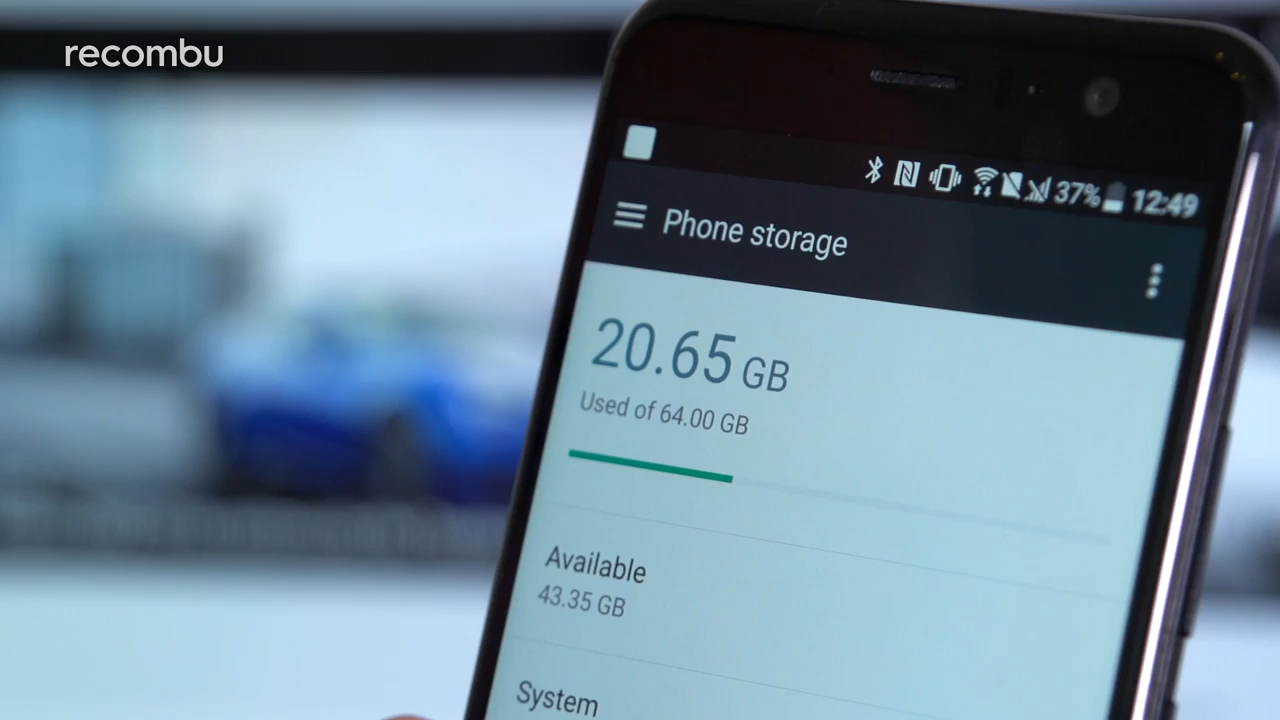 recombu
37% 12:49
Phone storage
20.65 GB
Used of 64.00 GB
Available
43.35 GB
System